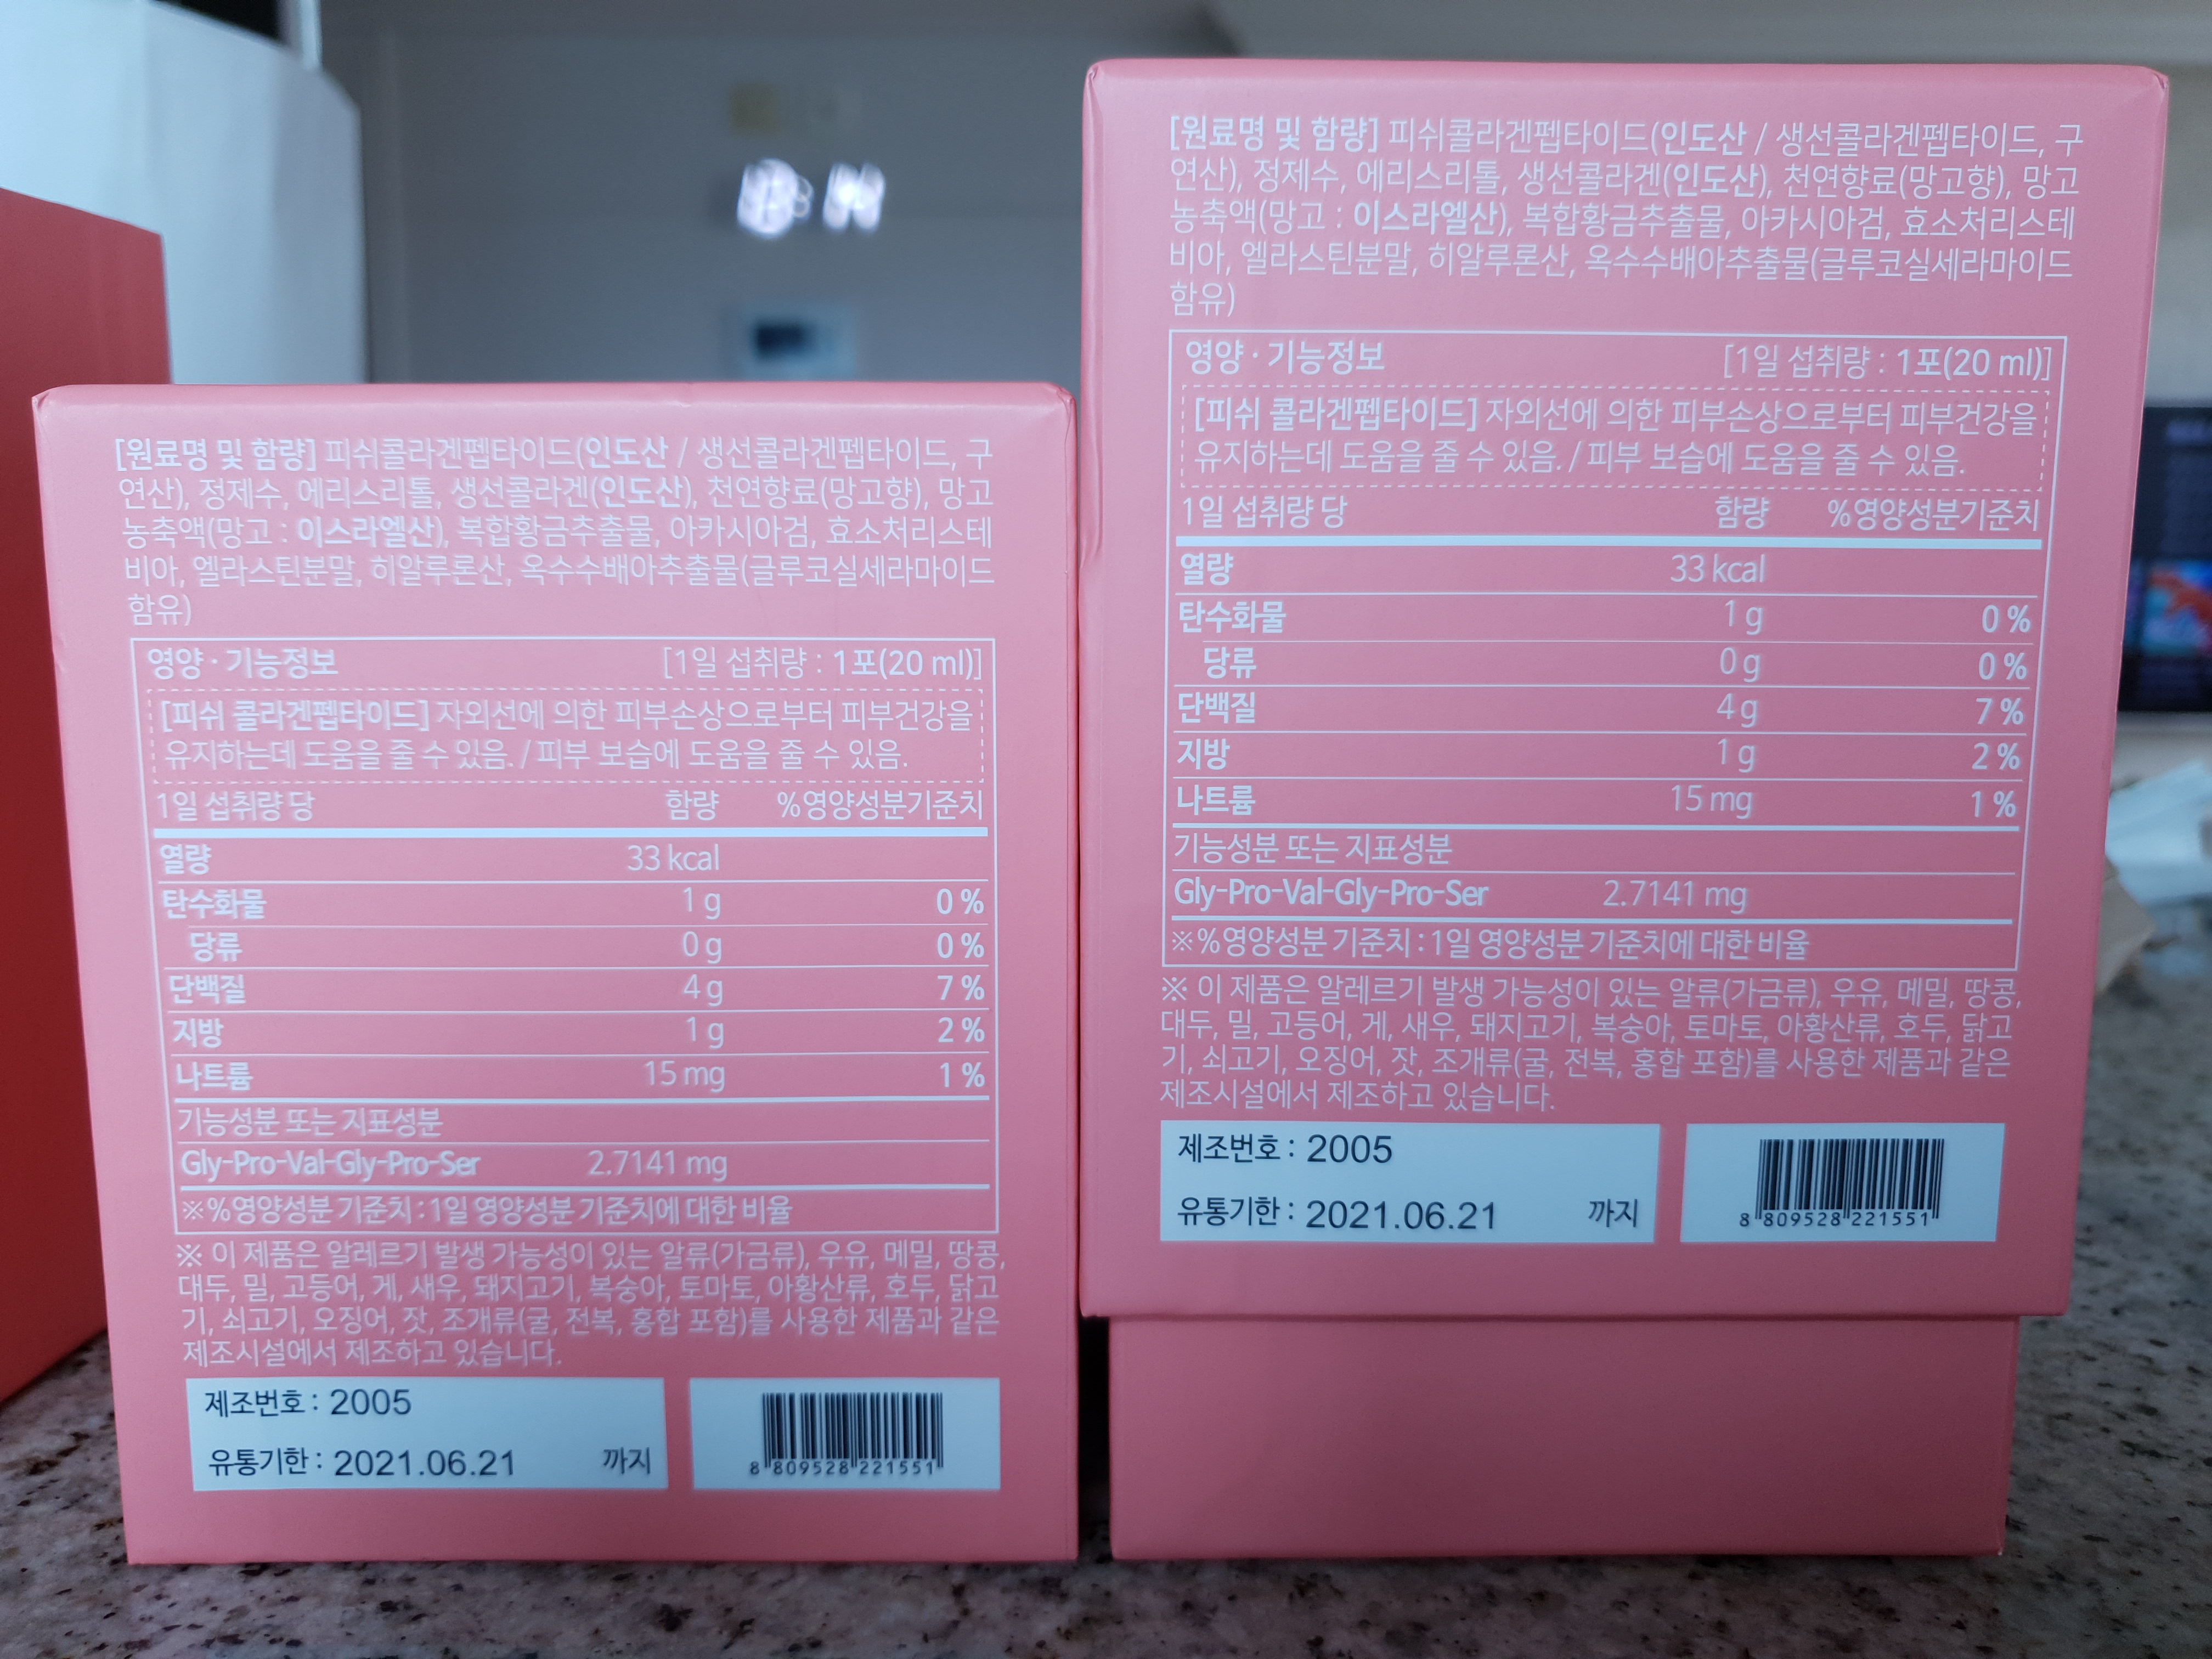 [원료명 및 함량] 피쉬콜라겐펩타이드(인도산 / 생선콜라겐펩타이드, 구
연산), 정제수, 에리스리톨, 생선콜라겐(인도산), 천연향료(망고향), 망고
농축액(망고 : 이스라엘산), 복합황금추출물, 아카시아검, 효소처리스테
비아, 엘라스틴분말, 히알루론산, 옥수수배아추출물(글루코실세라마이드
함유)
영양 · 기능정보 [1일 섭취량 : 1포(20 ml)]
[피쉬 콜라겐펩타이드] 자외선에 의한 피부손상으로부터 피부건강을
유지하는데 도움을 줄 수 있음. / 피부 보습에 도움을 줄 수 있음.
1일 섭취량 당 함량 %영양성분기준치
열량 33 kcal
탄수화물 1 g 0 %
당류 0 g 0 %
단백질 4 g 7 %
지방 1 g 2 %
나트륨 15 mg 1 %
기능성분 또는 지표성분
Gly-Pro-Val-Gly-Pro-Ser 2.7141 mg
※ %영양성분 기준치 : 1일 영양성분 기준치에 대한 비율
※ 이 제품은 알레르기 발생 가능성이 있는 알류(가금류), 우유, 메밀, 땅콩,
대두, 밀, 고등어, 게, 새우, 돼지고기, 복숭아, 토마토, 아황산류, 호두, 닭고
기, 쇠고기, 오징어, 잣, 조개류(굴, 전복, 홍합 포함)를 사용한 제품과 같은
제조시설에서 제조하고 있습니다.
제조번호 : 2005
유통기한 : 2021.06.21 까지
8 809528 221551
[원료명 및 함량] 피쉬콜라겐펩타이드(인도산 / 생선콜라겐펩타이드, 구
연산), 정제수, 에리스리톨, 생선콜라겐(인도산), 천연향료(망고향), 망고
농축액(망고 : 이스라엘산), 복합황금추출물, 아카시아검, 효소처리스테
비아, 엘라스틴분말, 히알루론산, 옥수수배아추출물(글루코실세라마이드
함유)
영양 · 기능정보 [1일 섭취량 : 1포(20 ml)]
[피쉬 콜라겐펩타이드] 자외선에 의한 피부손상으로부터 피부건강을
유지하는데 도움을 줄 수 있음. / 피부 보습에 도움을 줄 수 있음.
1일 섭취량 당 함량 %영양성분기준치
열량 33 kcal
탄수화물 1 g 0 %
당류 0 g 0 %
단백질 4 g 7 %
지방 1 g 2 %
나트륨 15 mg 1 %
기능성분 또는 지표성분
Gly-Pro-Val-Gly-Pro-Ser 2.7141 mg
※ %영양성분 기준치 : 1일 영양성분 기준치에 대한 비율
※ 이 제품은 알레르기 발생 가능성이 있는 알류(가금류), 우유, 메밀, 땅콩,
대두, 밀, 고등어, 게, 새우, 돼지고기, 복숭아, 토마토, 아황산류, 호두, 닭고
기, 쇠고기, 오징어, 잣, 조개류(굴, 전복, 홍합 포함)를 사용한 제품과 같은
제조시설에서 제조하고 있습니다.
제조번호 : 2005
유통기한 : 2021.06.21 까지
8 809528 221551